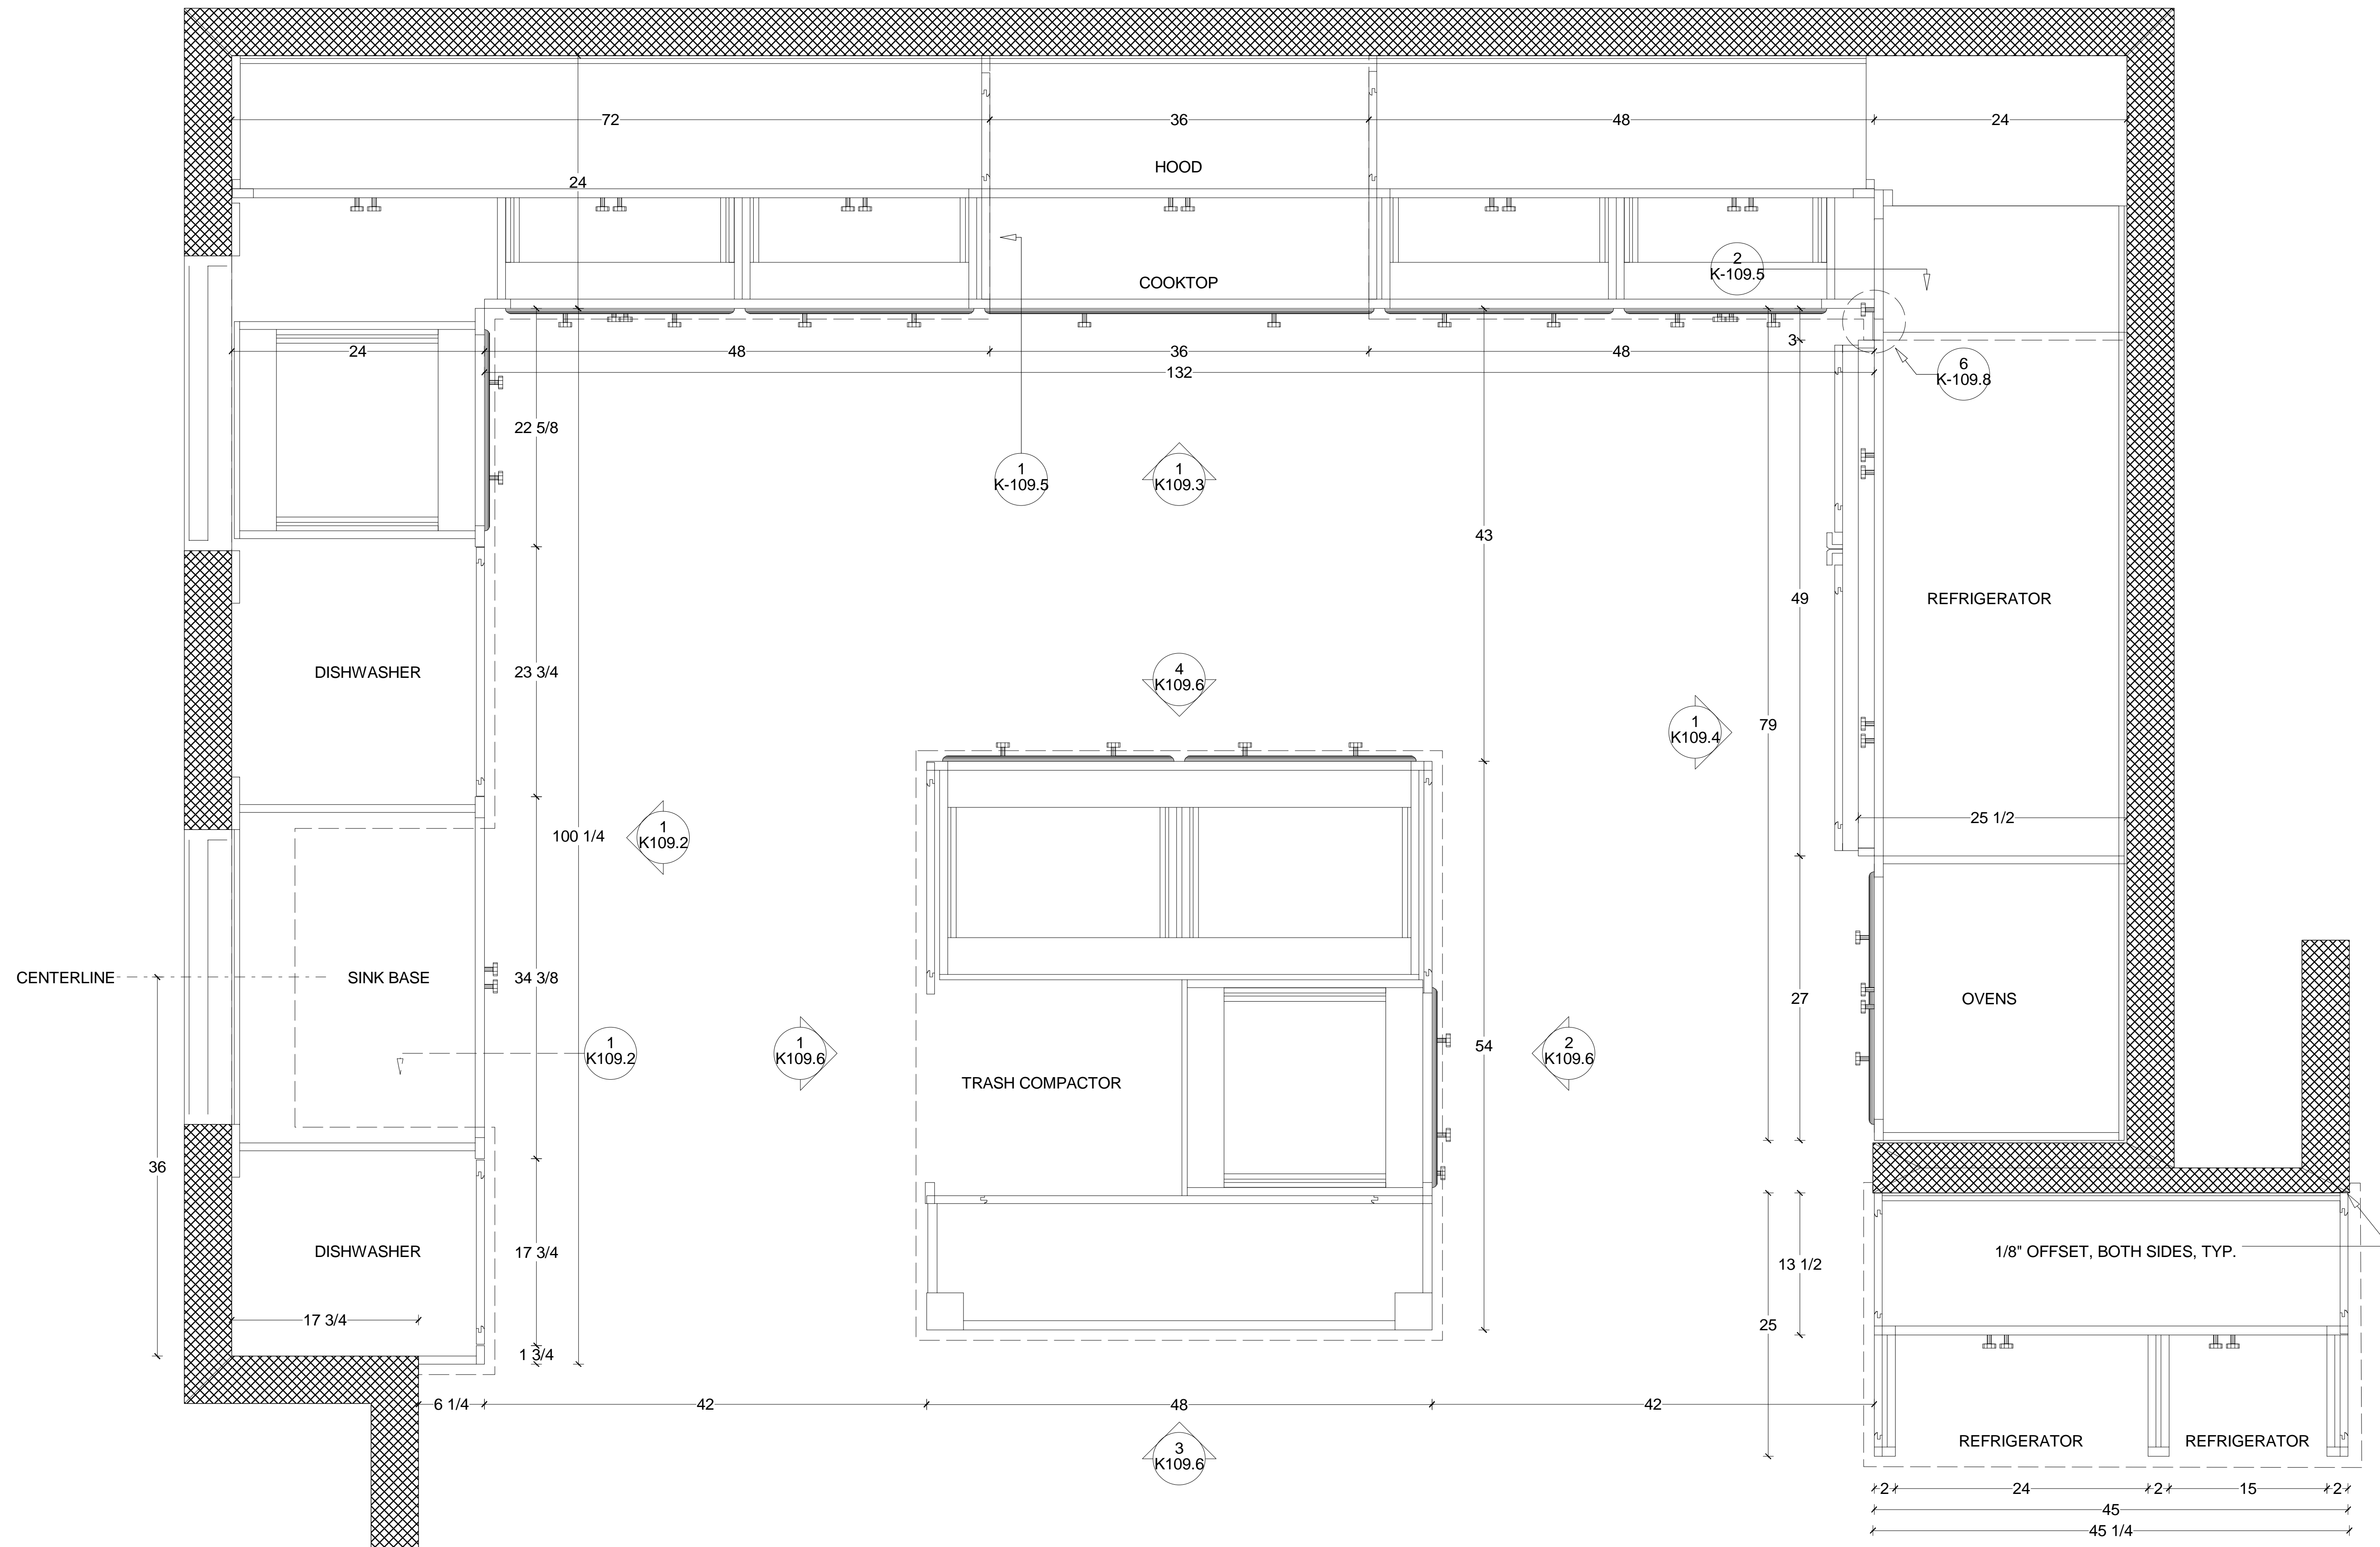 72
36
48
24
HOOD
24
COOKTOP
2
K-109.5
3
24
48
36
48
132
6
K-109.8
22 5/8
1
K-109.5
1
K109.3
43
49
REFRIGERATOR
DISHWASHER
23 3/4
4
K109.6
79
1
K109.4
100 1/4
1
K109.2
25 1/2
CENTERLINE
SINK BASE
34 3/8
OVENS
27
1
K109.2
1
K109.6
54
2
K109.6
TRASH COMPACTOR
36
DISHWASHER
17 3/4
1/8" OFFSET, BOTH SIDES, TYP.
13 1/2
17 3/4
25
1 3/4
6 1/4
42
48
42
3
K109.6
REFRIGERATOR
REFRIGERATOR
2
24
2
15
2
45
45 1/4